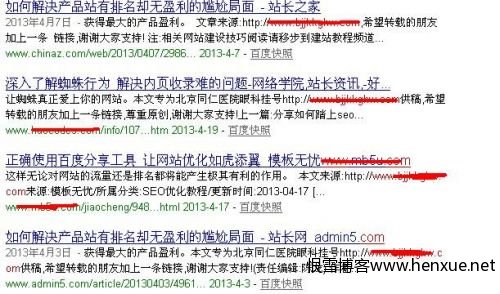 如何解决产品站有排名却无盈利的尴尬局面 - 站长之家
2013年4月7日 - 获得最大的产品盈利。 文章来源:http://,希望转载的朋友
加上一条 链接,谢谢大家支持! 注:相关网站建设技巧阅读请移步到建站教程频道...
www.chinaz.com/web/2013/0407/2986... 2013-4-7 - 百度快照
深入了解蜘蛛行为 解决内页收录难的问题-网络学院,站长资讯,-好...
让蜘蛛真正爱上你的网站。本文专为北京同仁医院眼科挂号http://供稿,希望
转载的朋友加上一条链接,尊重原创,谢谢大家支持!上一篇:分享如何踏上seo...
www./info/107... htm 2013-4-19 - 百度快照
正确使用百度分享工具 让网站优化如虎添翼 模板无忧 www.mb5u.com
这样无论对网站的流量还是排名都将能产生极其有利的作用。 本文来源:http://
com来源:模板无忧/所属分类:SEO优化教程/更新时间:2013-04-17 [...
www.mb5u.com/jiaocheng/948... html 2013-4-17 - 百度快照
如何解决产品站有排名却无盈利的尴尬局面 - 站长网 admin5.com
2013年4月3日 - 获得最大的产品盈利。本文专为北京同仁医院眼科挂号http://
com供稿,希望转载的朋友加上一条链接,谢谢大家支持!(责任编辑:陈
www.admin5.com/article/20130403/4961... 2013-4-3 - 百度快照
恨雪博客www.henxue.net